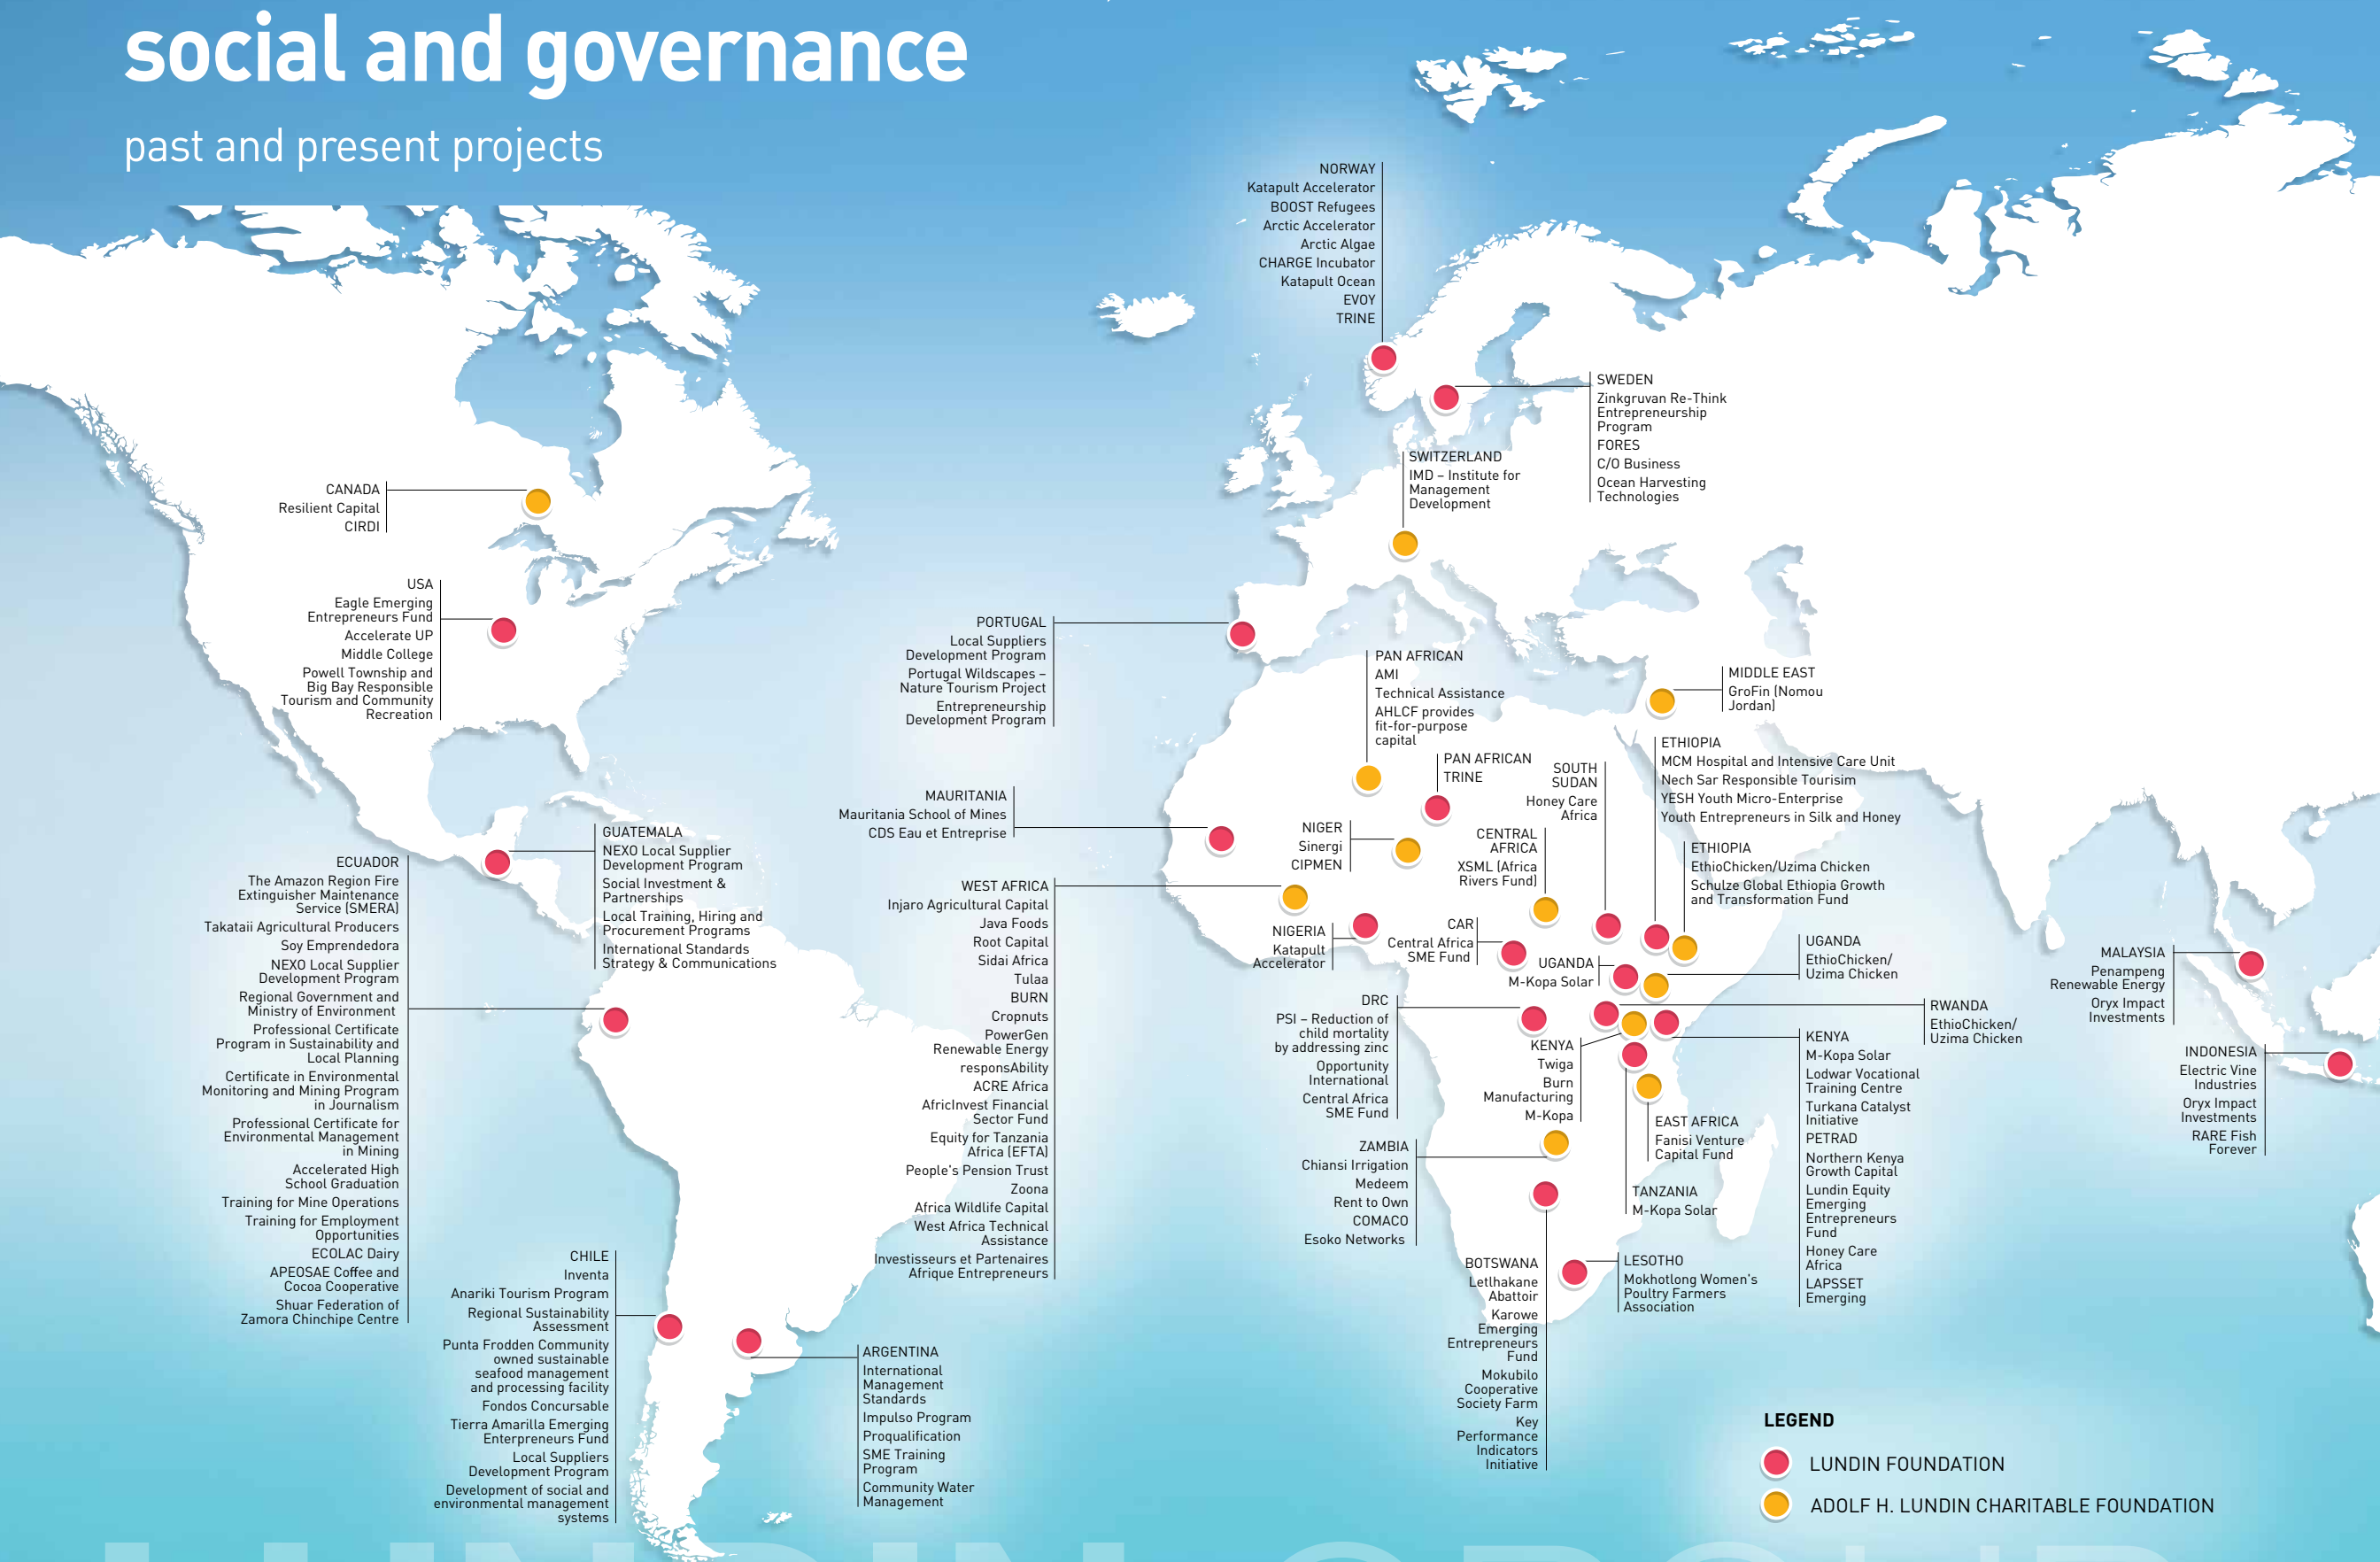 social and governance
past and present projects
NORWAY
Katapult Accelerator
BOOST Refugees
Arctic Accelerator
Arctic Algae
CHARGE Incubator
Katapult Ocean
EVOY
TRINE
SWEDEN
Zinkgruvan Re-Think
Entrepreneurship
Program
FORES
C/O Business
Ocean Harvesting
Technologies
SWITZERLAND
IMD – Institute for
Management
Development
CANADA
Resilient Capital
CIRDI
USA
Eagle Emerging
Entrepreneurs Fund
Accelerate UP
Middle College
Powell Township and
Big Bay Responsible
Tourism and Community
Recreation
PORTUGAL
Local Suppliers
Development Program
Portugal Wildscapes –
Nature Tourism Project
Entrepreneurship
Development Program
PAN AFRICAN
AMI
Technical Assistance
AHLCF provides
fit-for-purpose
capital
MIDDLE EAST
GroFin (Nomou
Jordan)
PAN AFRICAN
TRINE
SOUTH
SUDAN
Honey Care
Africa
ETHIOPIA
MCM Hospital and Intensive Care Unit
Nech Sar Responsible Tourisim
YESH Youth Micro-Enterprise
Youth Entrepreneurs in Silk and Honey
MAURITANIA
Mauritania School of Mines
CDS Eau et Entreprise
NIGER
Sinergi
CIPMEN
CENTRAL
AFRICA
XSML (Africa
Rivers Fund)
ETHIOPIA
EthioChicken/Uzima Chicken
Schulze Global Ethiopia Growth
and Transformation Fund
GUATEMALA
NEXO Local Supplier
Development Program
Social Investment &
Partnerships
Local Training, Hiring and
Procurement Programs
International Standards
Strategy & Communications
ECUADOR
The Amazon Region Fire
Extinguisher Maintenance
Service (SMERA)
Takataii Agricultural Producers
Soy Emprendedora
NEXO Local Supplier
Development Program
Regional Government and
Ministry of Environment
Professional Certificate
Program in Sustainability and
Local Planning
Certificate in Environmental
Monitoring and Mining Program
in Journalism
Professional Certificate for
Environmental Management
in Mining
Accelerated High
School Graduation
Training for Mine Operations
Training for Employment
Opportunities
ECOLAC Dairy
APEOSAE Coffee and
Cocoa Cooperative
Shuar Federation of
Zamora Chinchipe Centre
WEST AFRICA
Injaro Agricultural Capital
Java Foods
Root Capital
Sidai Africa
Tulaa
BURN
Cropnuts
PowerGen
Renewable Energy
responsAbility
ACRE Africa
AfricInvest Financial
Sector Fund
Equity for Tanzania
Africa (EFTA)
People's Pension Trust
Zoona
Africa Wildlife Capital
West Africa Technical
Assistance
Investisseurs et Partenaires
Afrique Entrepreneurs
NIGERIA
Katapult
Accelerator
CAR
Central Africa
SME Fund
UGANDA
M-Kopa Solar
UGANDA
EthioChicken/
Uzima Chicken
MALAYSIA
Penampeng
Renewable Energy
Oryx Impact
Investments
DRC
PSI – Reduction of
child mortality
by addressing zinc
Opportunity
International
Central Africa
SME Fund
RWANDA
EthioChicken/
Uzima Chicken
KENYA
Twiga
Burn
Manufacturing
M-Kopa
KENYA
M-Kopa Solar
Lodwar Vocational
Training Centre
Turkana Catalyst
Initiative
PETRAD
Northern Kenya
Growth Capital
Lundin Equity
Emerging
Entrepreneurs
Fund
Honey Care
Africa
LAPSSET
Emerging
INDONESIA
Electric Vine
Industries
Oryx Impact
Investments
RARE Fish
Forever
EAST AFRICA
Fanisi Venture
Capital Fund
ZAMBIA
Chiansi Irrigation
Medeem
Rent to Own
COMACO
Esoko Networks
TANZANIA
M-Kopa Solar
CHILE
Inventa
Anariki Tourism Program
Regional Sustainability
Assessment
Punta Frodden Community
owned sustainable
seafood management
and processing facility
Fondos Concursable
Tierra Amarilla Emerging
Enterpreneurs Fund
Local Suppliers
Development Program
Development of social and
environmental management
systems
ARGENTINA
International
Management
Standards
Impulso Program
Proqualification
SME Training
Program
Community Water
Management
BOTSWANA
Letlhakane
Abattoir
Karowe
Emerging
Entrepreneurs
Fund
Mokubilo
Cooperative
Society Farm
Key
Performance
Indicators
Initiative
LESOTHO
Mokhotlong Women's
Poultry Farmers
Association
LEGEND
LUNDIN FOUNDATION
ADOLF H. LUNDIN CHARITABLE FOUNDATION